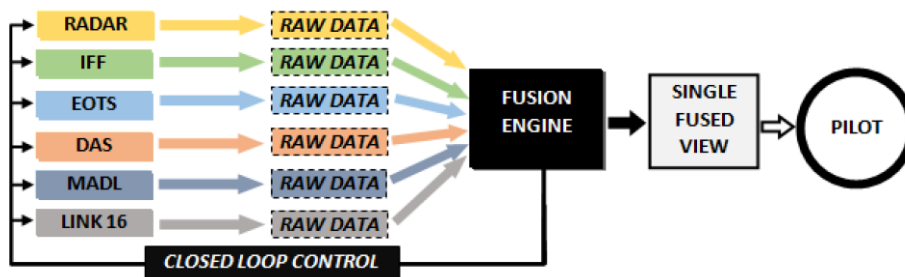 RADAR
RAW DATA
IFF
RAW DATA
EOTS
RAW DATA
DAS
RAW DATA
MADL
RAW DATA
LINK 16
RAW DATA
FUSION
ENGINE
SINGLE
FUSED
VIEW
PILOT
CLOSED LOOP CONTROL